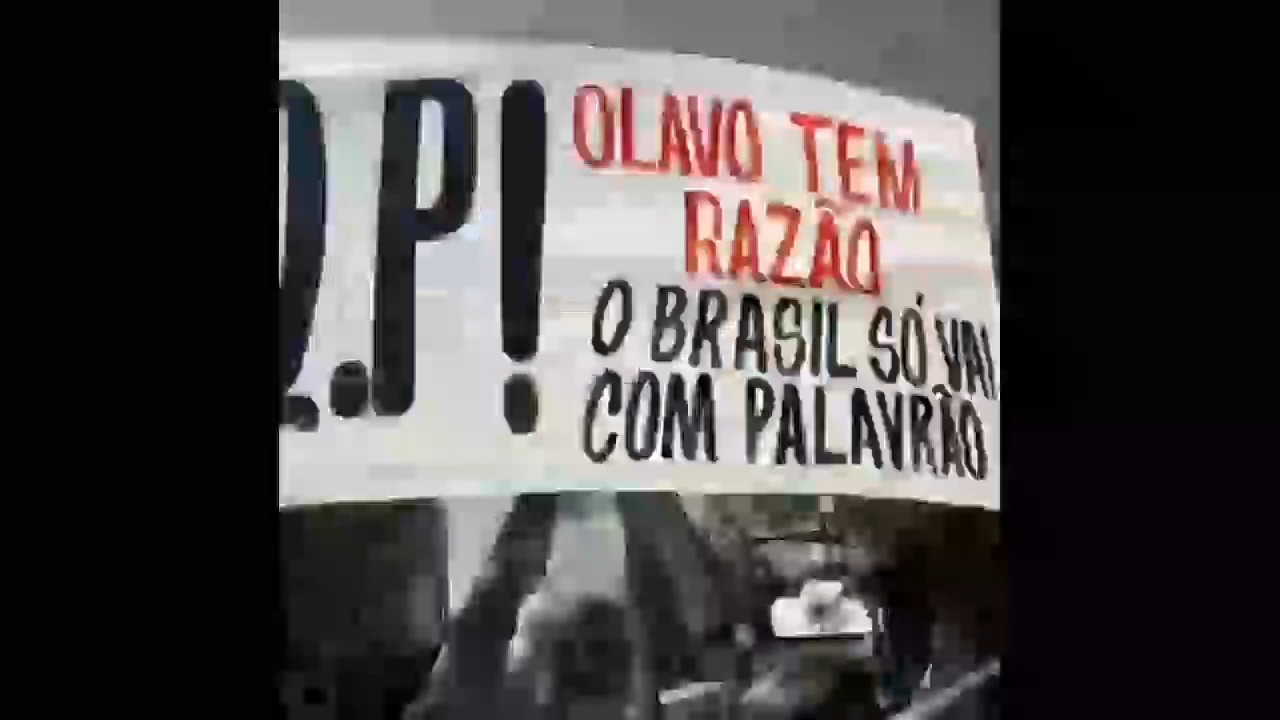 .P!
OLAVO TEM
RAZÃO
O BRASIL SÓ VAI
COM PALAVRÃO